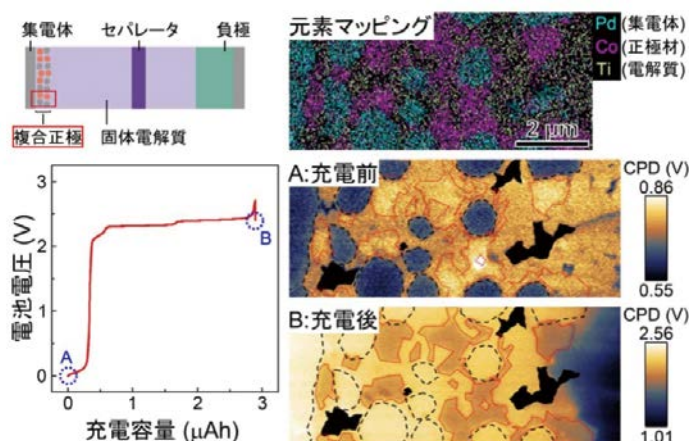 集電体
セパレータ
負極
複合正極
固体電解質
元素マッピング
Pd(集電体)
Co(正極材)
Ti(電解質)
2 μm
電池電圧 (V)
3
2
1
0
A
B
0
1
2
3
充電容量 (μAh)
A:充電前
CPD (V)
0.86
0.55
B:充電後
CPD (V)
2.56
1.01